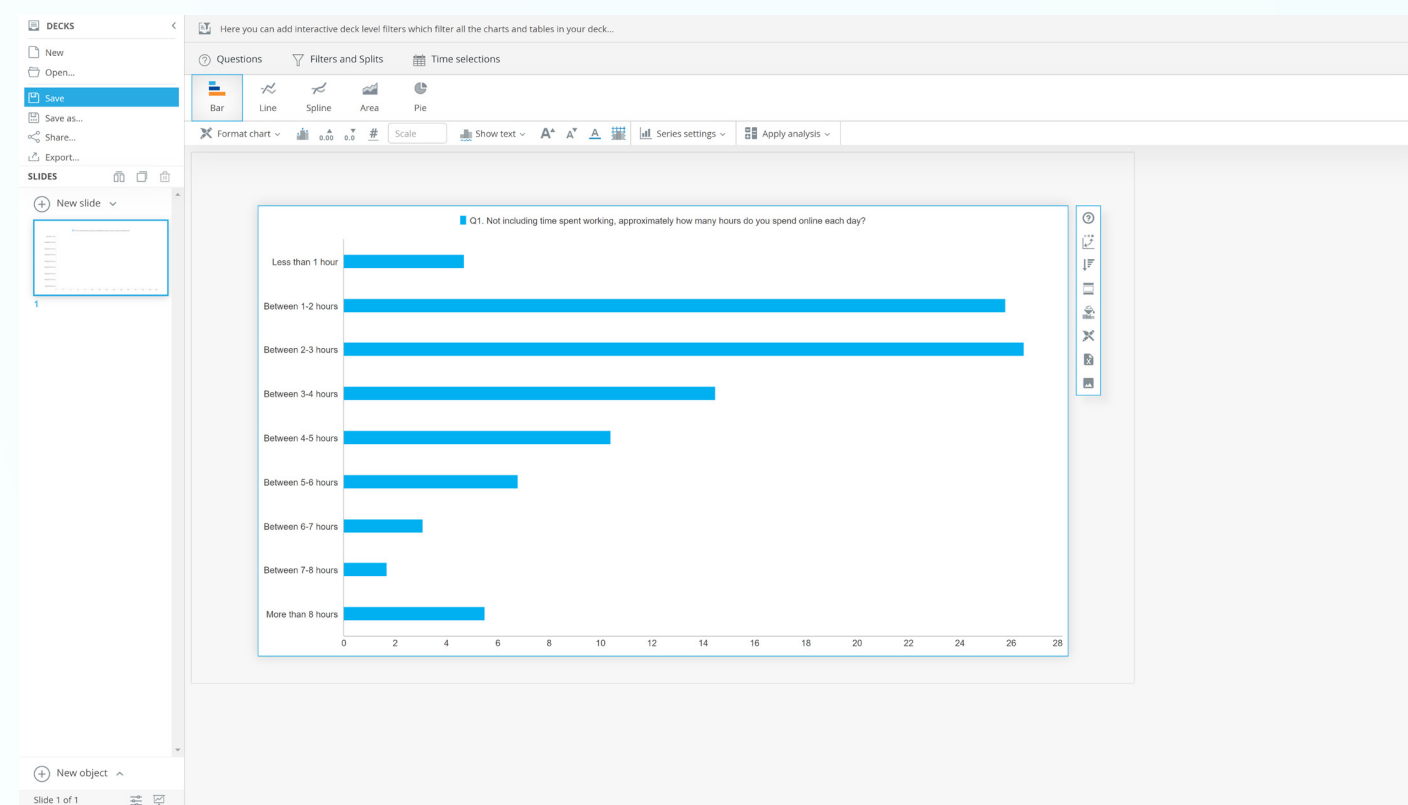 DECKS
Here you can add interactive deck level filters which filter all the charts and tables in your deck...
New
Open...
Questions
Filters and Splits
Time selections
Save
Save as...
Share...
Export...
Bar
Line
Spline
Area
Pie
Format chart
0.00
0.0
#
Scale
Show text
A
A
A
Series settings
Apply analysis
SLIDES
New slide
1
Q1. Not including time spent working, approximately how many hours do you spend online each day?
Less than 1 hour
Between 1-2 hours
Between 2-3 hours
Between 3-4 hours
Between 4-5 hours
Between 5-6 hours
Between 6-7 hours
Between 7-8 hours
More than 8 hours
0 2 4 6 8 10 12 14 16 18 20 22 24 26 28
New object
Slide 1 of 1